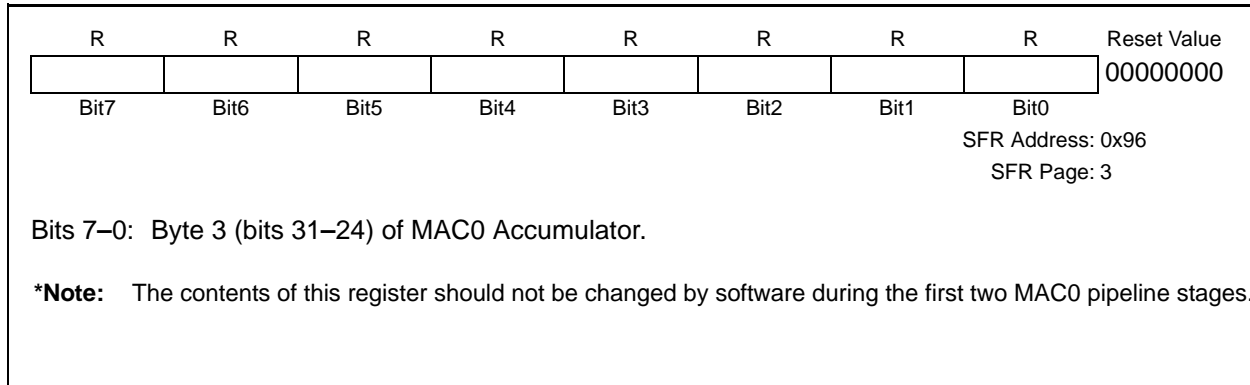 R R R R R R R R Reset Value
00000000
Bit7 Bit6 Bit5 Bit4 Bit3 Bit2 Bit1 Bit0
SFR Address: 0x96
SFR Page: 3
Bits 7–0: Byte 3 (bits 31–24) of MAC0 Accumulator.
*Note: The contents of this register should not be changed by software during the first two MAC0 pipeline stages.